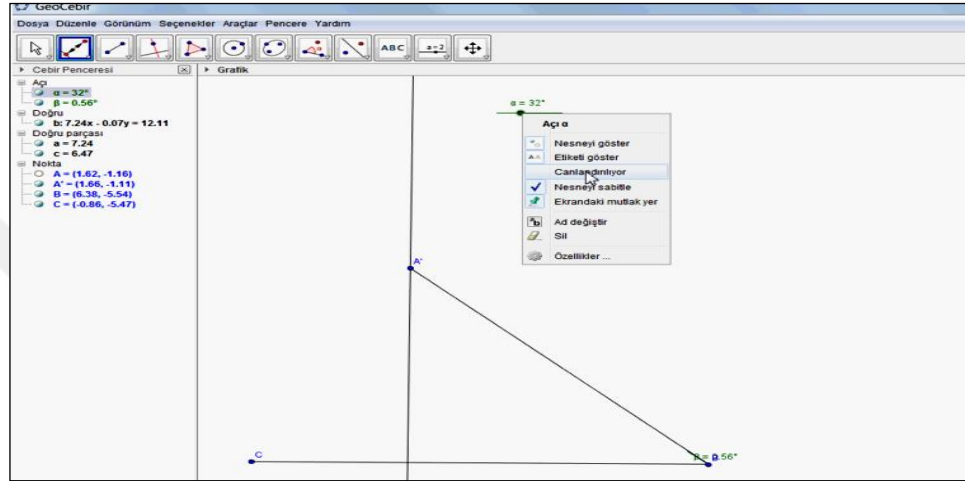 GeoCebir
Dosya Düzenle Görünüm Seçenekler Araçlar Pencere Yardım
ABC a=2
Cebir Penceresi Grafik
Açı
α = 32°
β = 0.56°
Doğru
b: 7.24x - 0.07y = 12.11
Doğru parçası
a = 7.24
c = 6.47
Nokta
A = (1.62, -1.16)
A' = (1.66, -1.11)
B = (6.38, -5.54)
C = (-0.86, -5.47)
α = 32°
Açı α
Nesneyi göster
Etiketi göster
Canlandırılıyor
Nesneyi sabitle
Ekrandaki mutlak yer
Ad değiştir
Sil
Özellikler ...
A'
C
β = 0.56°